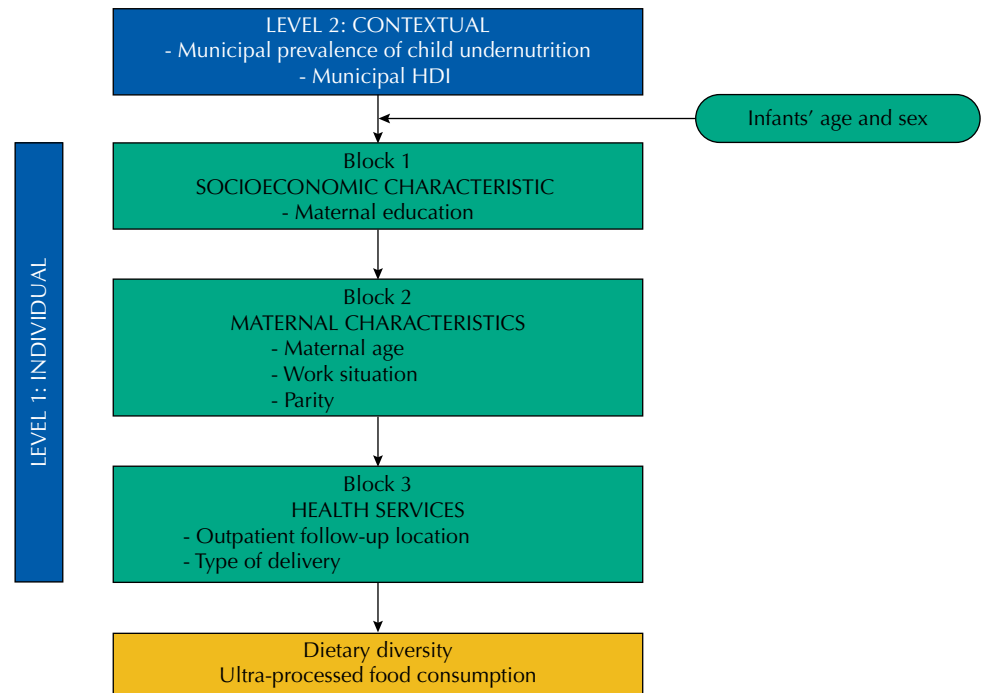 LEVEL 2: CONTEXTUAL
- Municipal prevalence of child undernutrition
- Municipal HDI
Infants’ age and sex
LEVEL 1: INDIVIDUAL
Block 1
SOCIOECONOMIC CHARACTERISTIC
- Maternal education
Block 2
MATERNAL CHARACTERISTICS
- Maternal age
- Work situation
- Parity
Block 3
HEALTH SERVICES
- Outpatient follow-up location
- Type of delivery
Dietary diversity
Ultra-processed food consumption